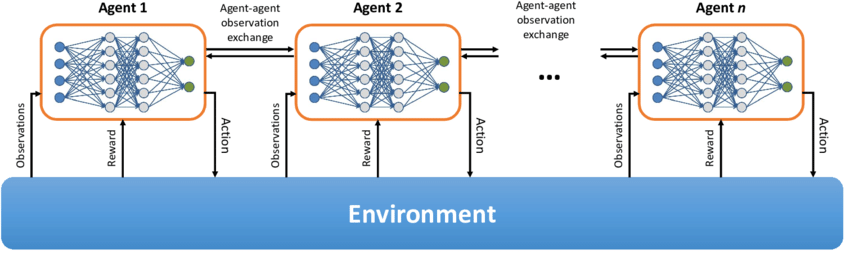 Agent 1
Agent-agent
observation
exchange
Agent 2
Agent-agent
observation
exchange
Agent n
...
Observations
Reward
Action
Observations
Reward
Action
Observations
Reward
Action
Environment